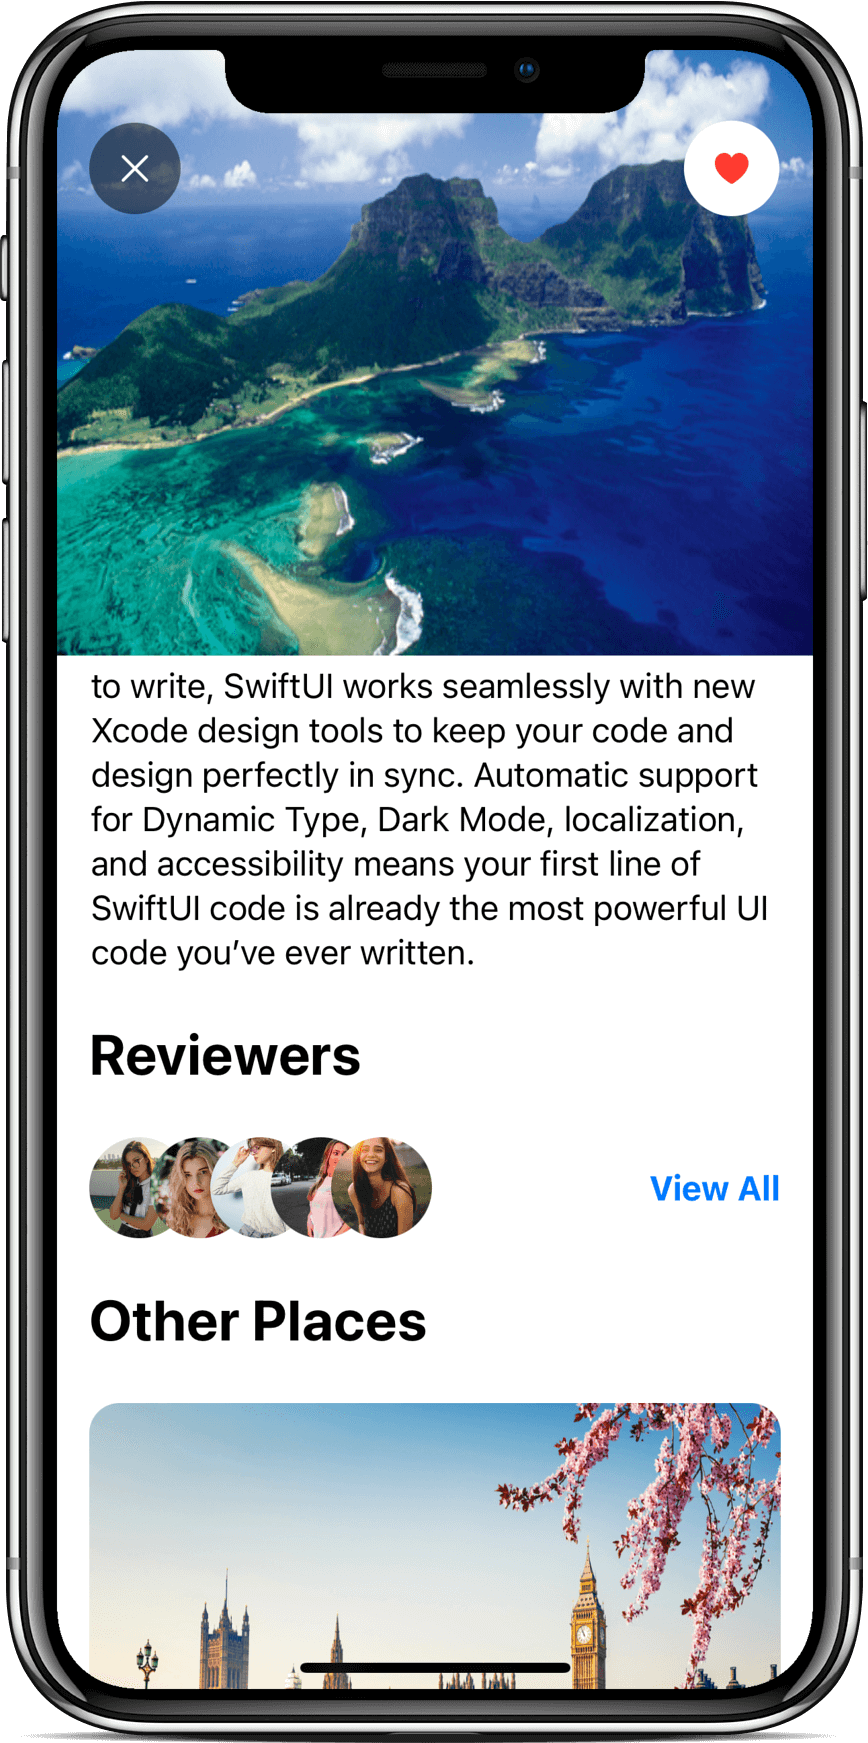 to write, SwiftUI works seamlessly with new
Xcode design tools to keep your code and
design perfectly in sync. Automatic support
for Dynamic Type, Dark Mode, localization,
and accessibility means your first line of
SwiftUI code is already the most powerful UI
code you’ve ever written.
Reviewers
View All
Other Places